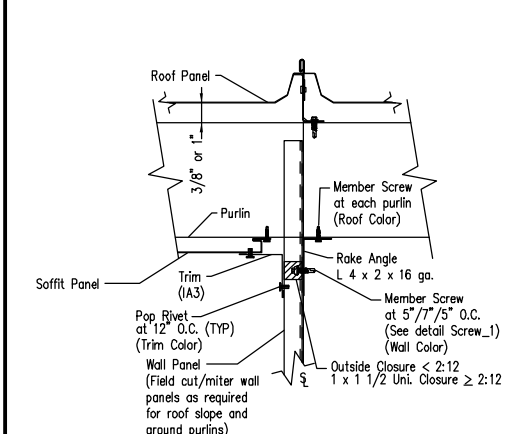 Roof Panel
3/8" or 1"
Member Screw
at each purlin
(Roof Color)
Purlin
Rake Angle
L 4 x 2 x 16 ga.
Soffit Panel
Trim
(IA3)
Member Screw
at 5"/7"/5" O.C.
(See detail Screw_1)
(Wall Color)
Pop Rivet
at 12" O.C. (TYP)
(Trim Color)
Wall Panel
(Field cut/miter wall
panels as required
for roof slope and
around purlins)
Outside Closure < 2:12
1 x 1 1/2 Uni. Closure ≥ 2:12